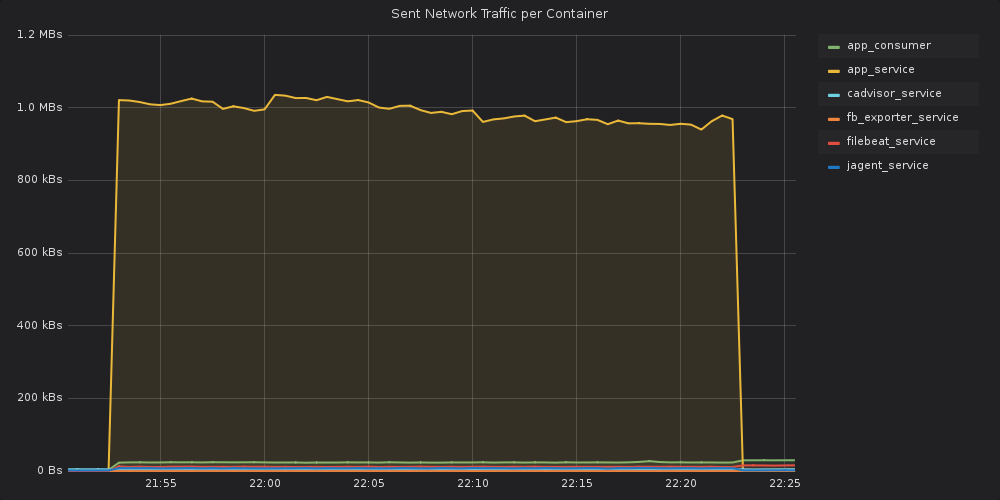 Sent Network Traffic per Container
1.2 MBs
1.0 MBs
800 kBs
600 kBs
400 kBs
200 kBs
0 Bs
21:55
22:00
22:05
22:10
22:15
22:20
22:25
app_consumer
app_service
cadvisor_service
fb_exporter_service
filebeat_service
jagent_service